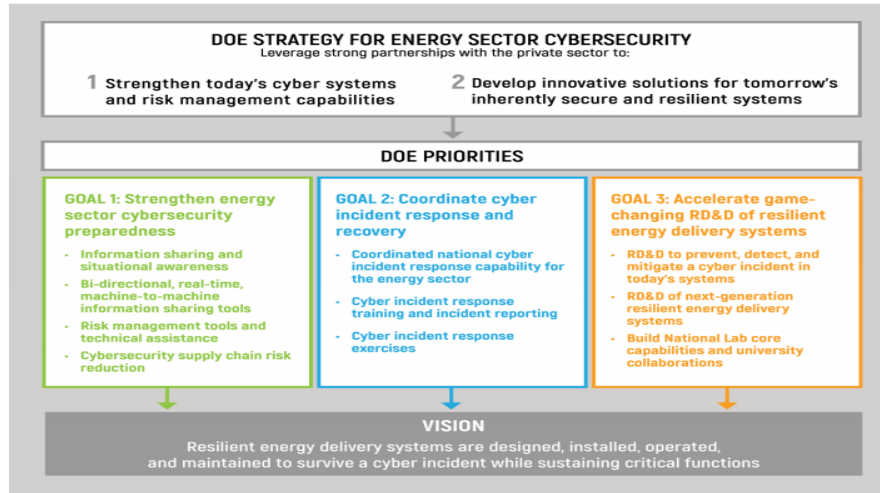 DOE STRATEGY FOR ENERGY SECTOR CYBERSECURITY
Leverage strong partnerships with the private sector to:
1 Strengthen today's cyber systems
and risk management capabilities
2 Develop innovative solutions for tomorrow's
inherently secure and resilient systems
DOE PRIORITIES
GOAL 1: Strengthen energy
sector cybersecurity
preparedness
- Information sharing and
situational awareness
- Bi-directional, real-time,
machine-to-machine
information sharing tools
- Risk management tools and
technical assistance
- Cybersecurity supply chain risk
reduction
GOAL 2: Coordinate cyber
incident response and
recovery
- Coordinated national cyber
incident response capability for
the energy sector
- Cyber incident response
training and incident reporting
- Cyber incident response
exercises
GOAL 3: Accelerate game-
changing RD&D of resilient
energy delivery systems
- RD&D to prevent, detect, and
mitigate a cyber incident in
today's systems
- RD&D of next-generation
resilient energy delivery
systems
- Build National Lab core
capabilities and university
collaborations
VISION
Resilient energy delivery systems are designed, installed, operated,
and maintained to survive a cyber incident while sustaining critical functions